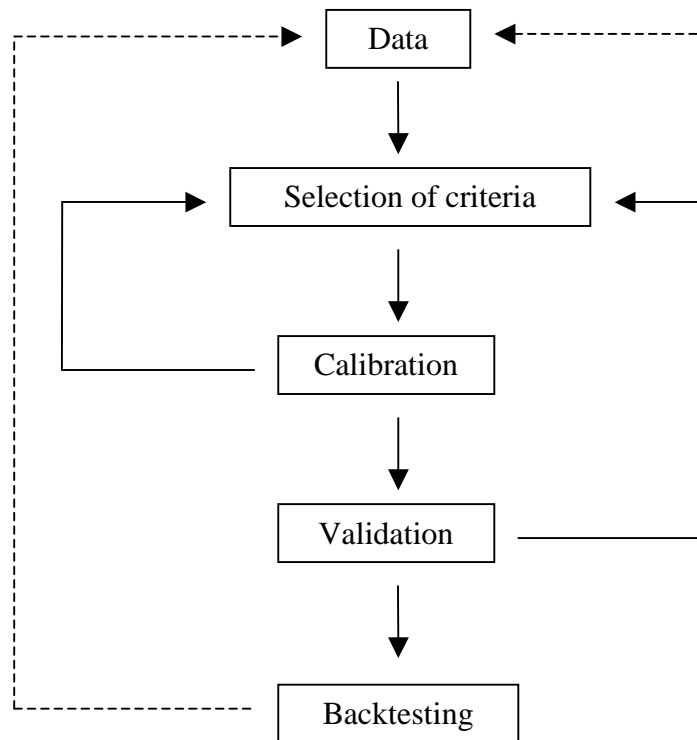 Data
Selection of criteria
Calibration
Validation
Backtesting